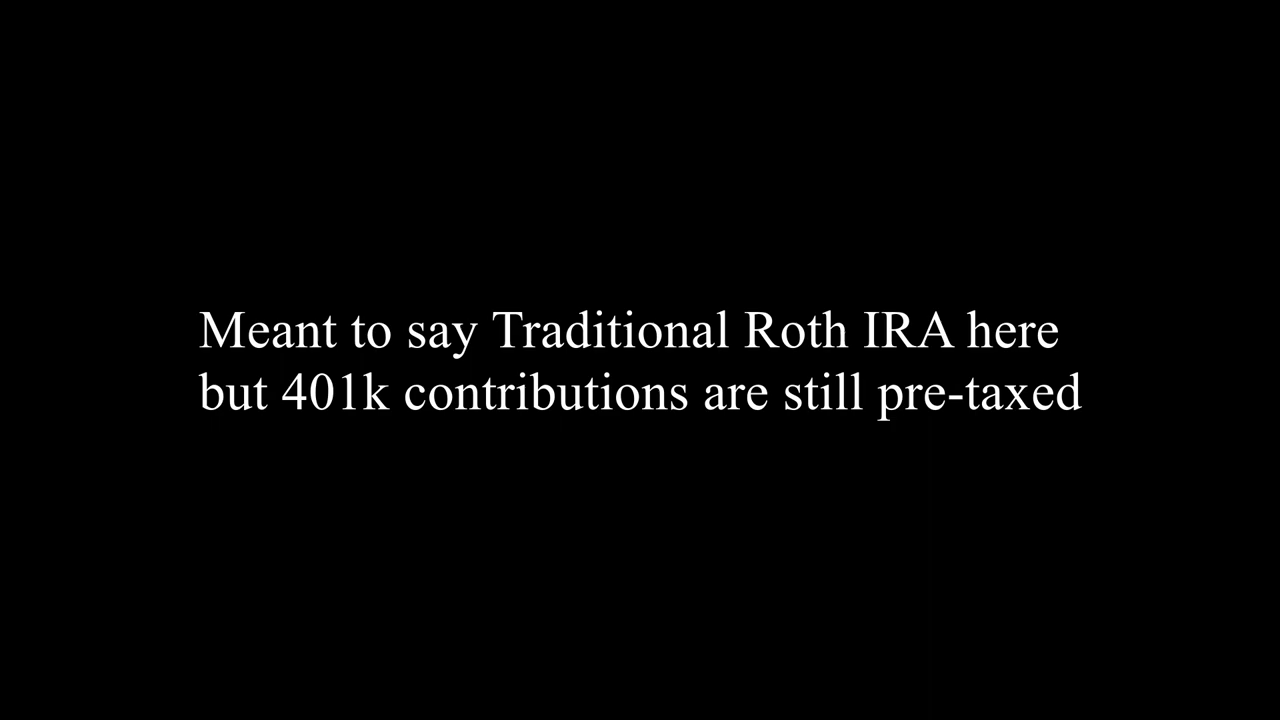 Meant to say Traditional Roth IRA here
but 401k contributions are still pre-taxed